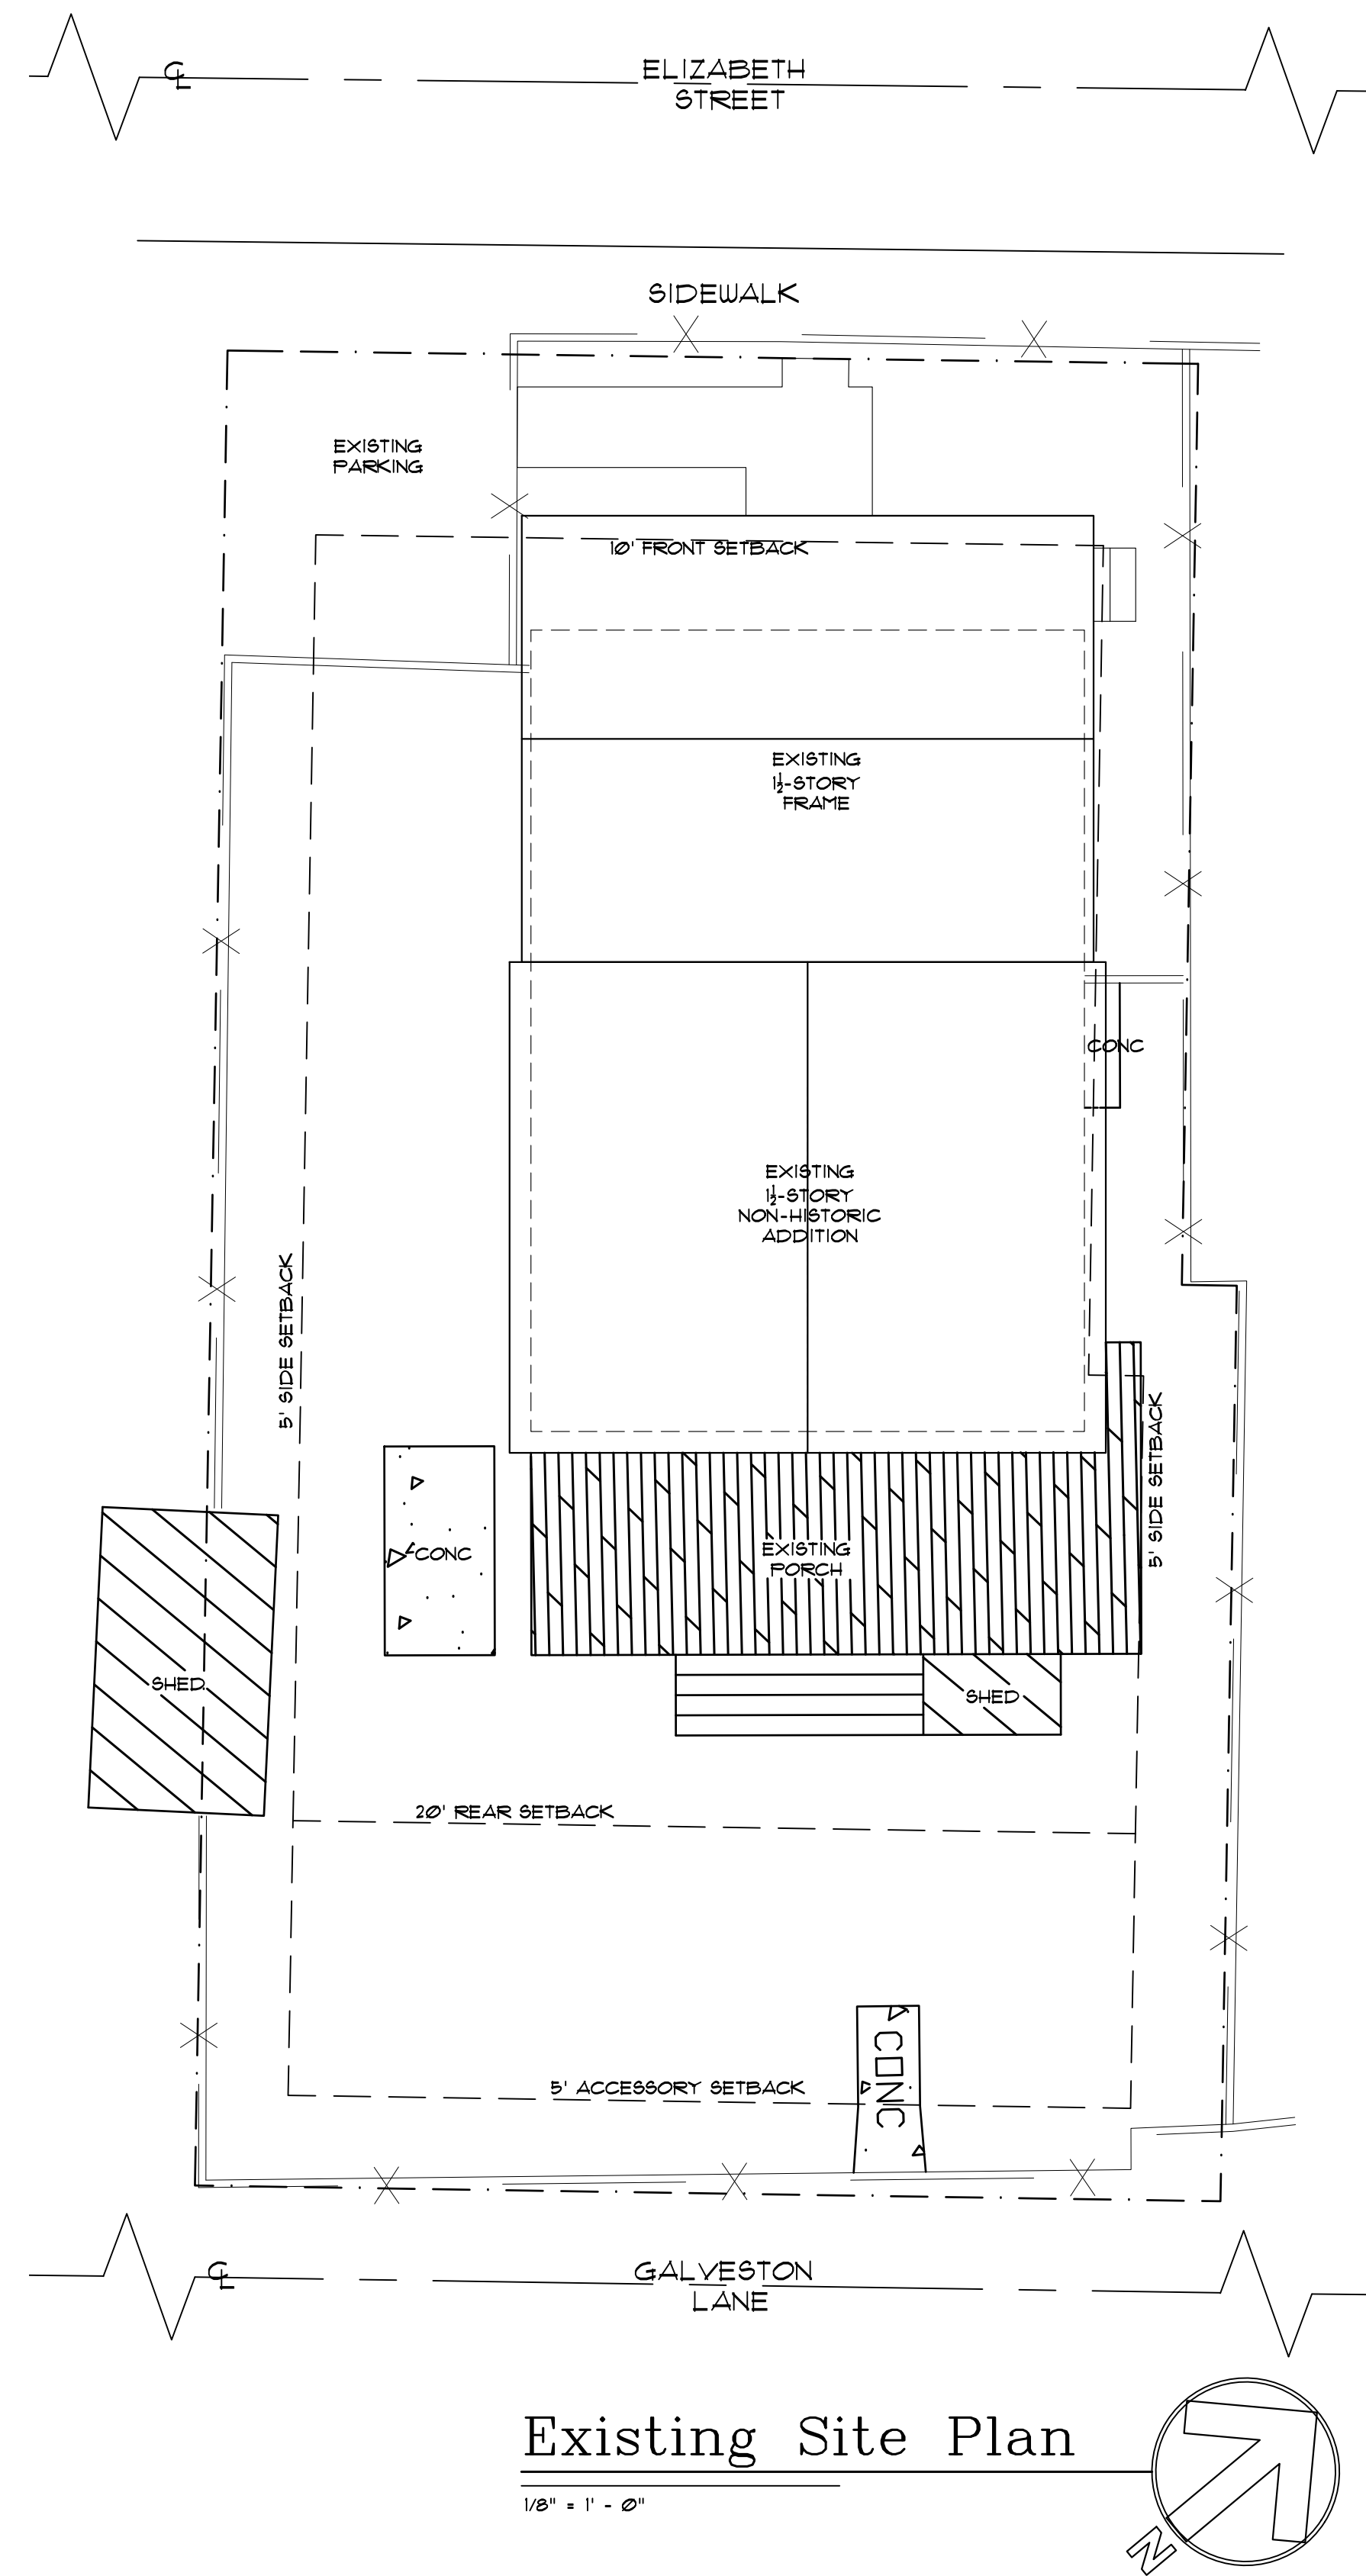 ℄
ELIZABETH
STREET
SIDEWALK
EXISTING
PARKING
10' FRONT SETBACK
EXISTING
1½-STORY
FRAME
CONC
EXISTING
1½-STORY
NON-HISTORIC
ADDITION
5' SIDE SETBACK
5' SIDE SETBACK
CONC
EXISTING
PORCH
SHED
SHED
20' REAR SETBACK
CONC
5' ACCESSORY SETBACK
℄
GALVESTON
LANE
Existing Site Plan
1/8" = 1' - 0"
N